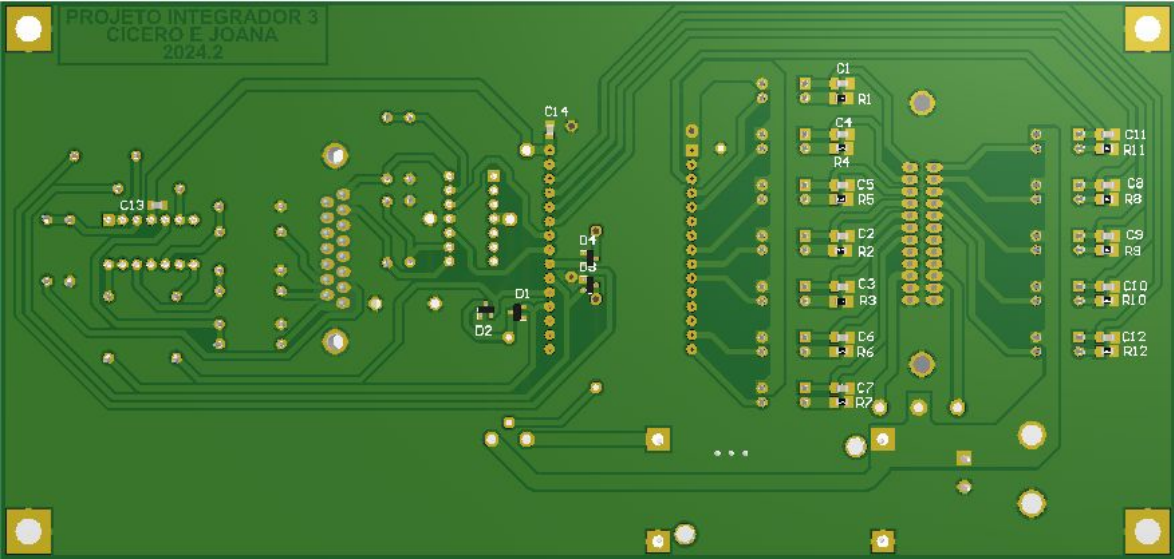 PROJETO INTEGRADOR 3
CICERO E JOANA
2024.2
C1
R1
C14
C4
R4
C11
R11
C13
C5
R5
C8
R8
D4
C2
R2
C9
R9
D3
C3
R3
C10
R10
D1
D2
C6
R6
C12
R12
C7
R7